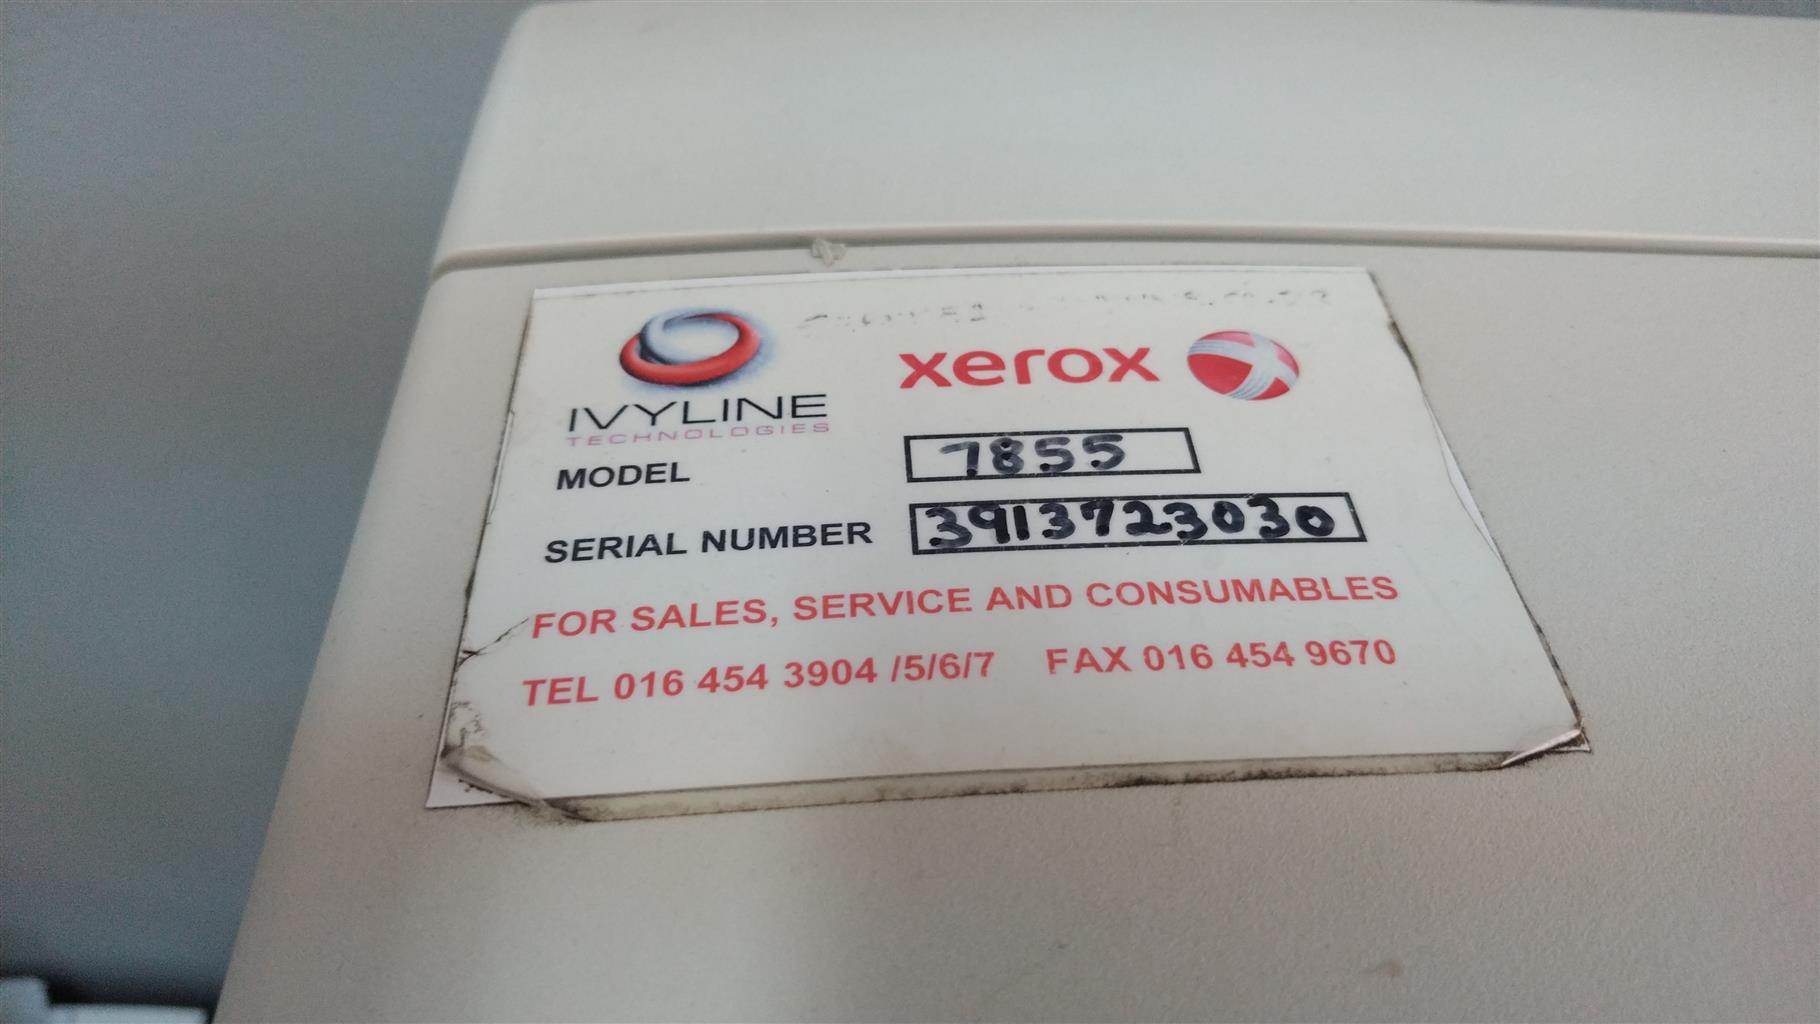 IVYLINE
TECHNOLOGIES
xerox
MODEL 7855
SERIAL NUMBER 3913723030
FOR SALES, SERVICE AND CONSUMABLES
TEL 016 454 3904 /5/6/7 FAX 016 454 9670